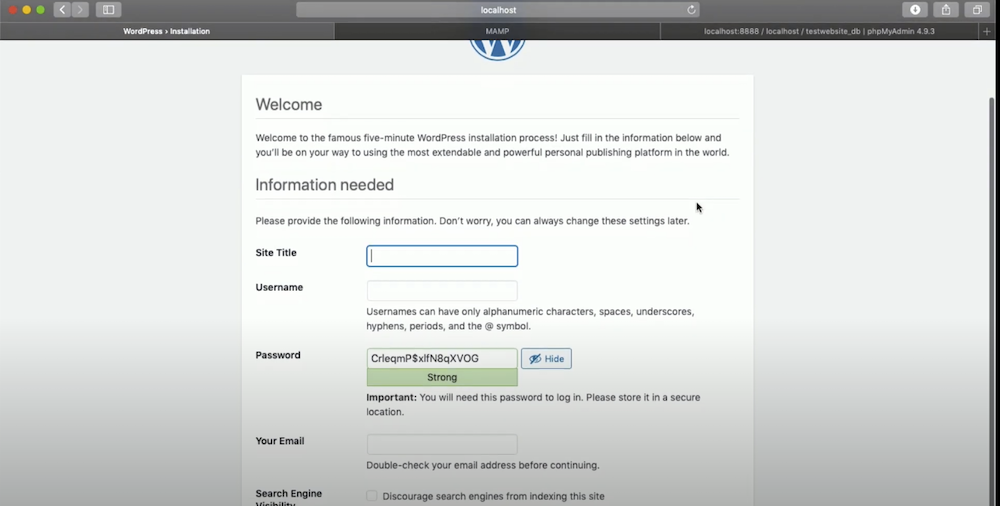 localhost
WordPress › Installation
MAMP
localhost:8888 / localhost / testwebsite_db | phpMyAdmin 4.9.3
Welcome
Welcome to the famous five-minute WordPress installation process! Just fill in the information below and
you'll be on your way to using the most extendable and powerful personal publishing platform in the world.
Information needed
Please provide the following information. Don't worry, you can always change these settings later.
Site Title
Username
Usernames can have only alphanumeric characters, spaces, underscores,
hyphens, periods, and the @ symbol.
Password
CrleqmP$xlfN8qXVOG
Hide
Strong
Important: You will need this password to log in. Please store it in a secure
location.
Your Email
Double-check your email address before continuing.
Search Engine
Visibility
Discourage search engines from indexing this site